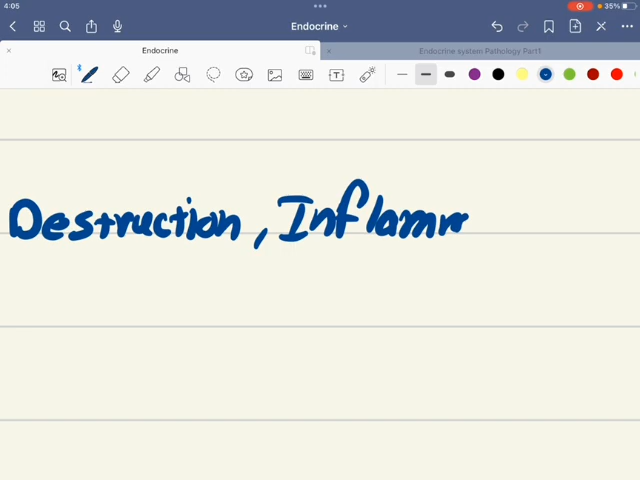 4:05
35%
Endocrine
Endocrine
Endocrine system Pathology Part1
Destruction, Inflamm